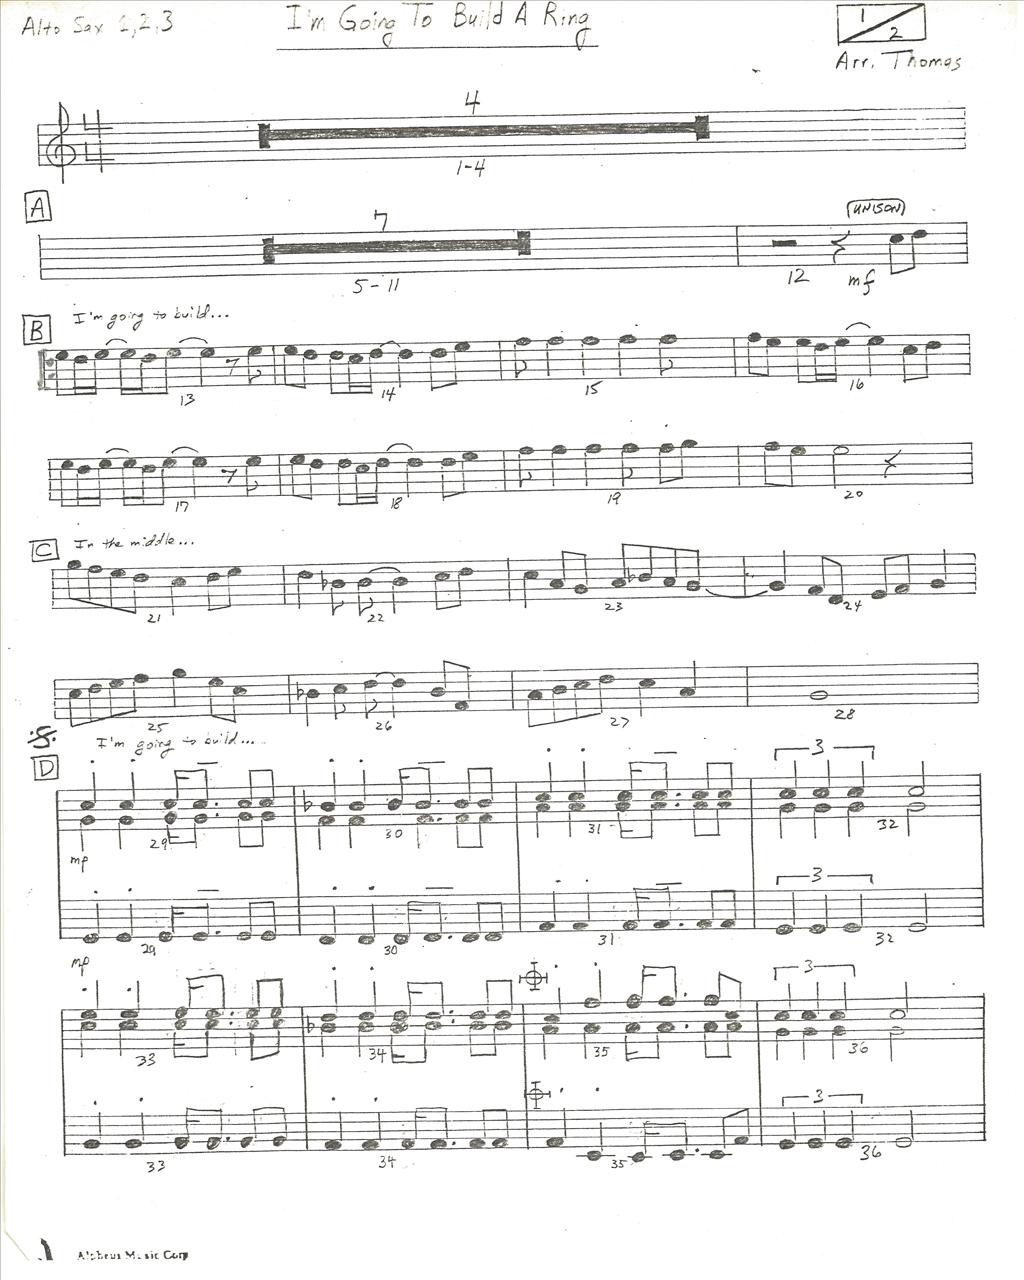 Alto Sax 1,2,3
I'm Going To Build A Ring
1/2
Arr. Thomas
4
1-4
A
7
UNISON
5-11
12
mf
B
I'm going to build...
13
14
15
16
17
18
19
20
C
In the middle...
21
22
23
24
25
26
27
28
D
I'm going to build...
3
29
30
31
32
mp
3
29
30
31
32
mp
3
33
34
35
36
3
33
34
35
36
Alpheus Music Corp